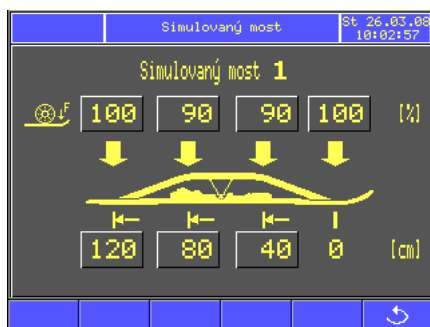 Simulovaný most
St 26.03.08
10:02:57
Simulovaný most 1
F 100 90 90 100 [%]
120 80 40 0 [cm]